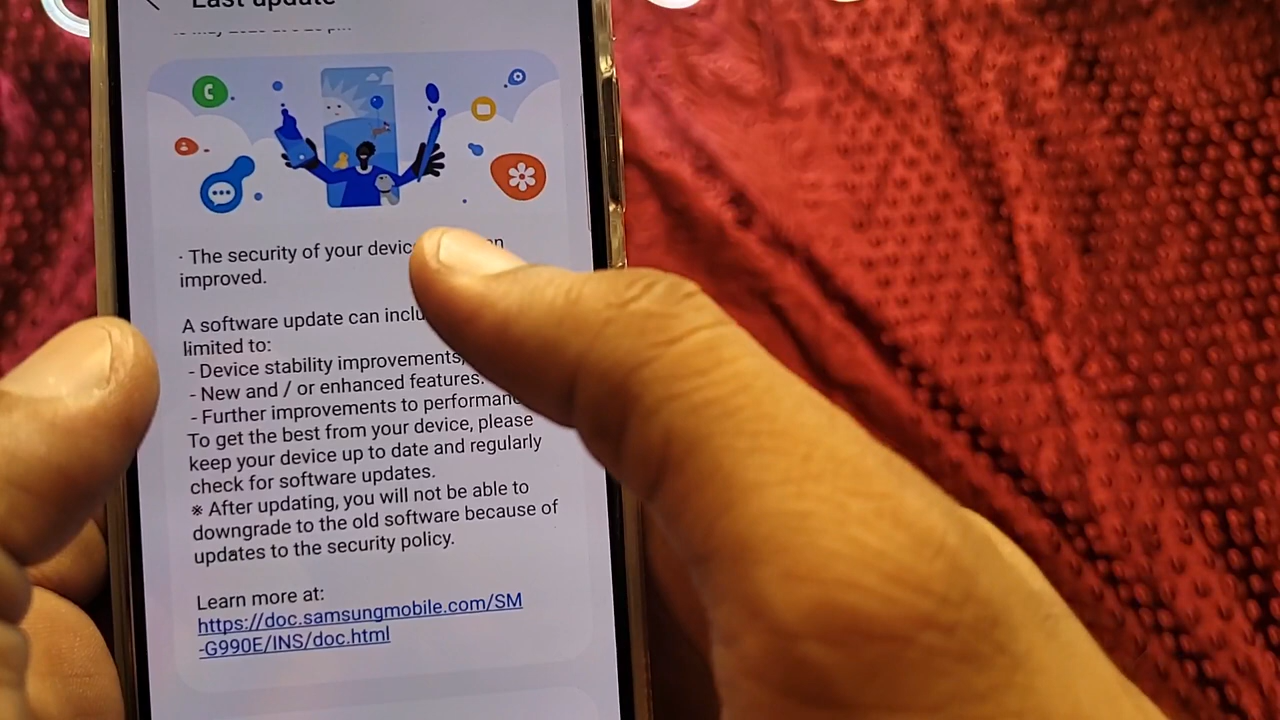 Last update
· The security of your
improved.
A software update can
limited to:
- Device stability improvements,
- New and / or enhanced features.
- Further improvements to
To get the best from your device, please
keep your device up to date and regularly
check for software updates.
※ After updating, you will not be able to
downgrade to the old software because of
updates to the security policy.
Learn more at:
https://doc.samsungmobile.com/SM
-G990E/INS/doc.html